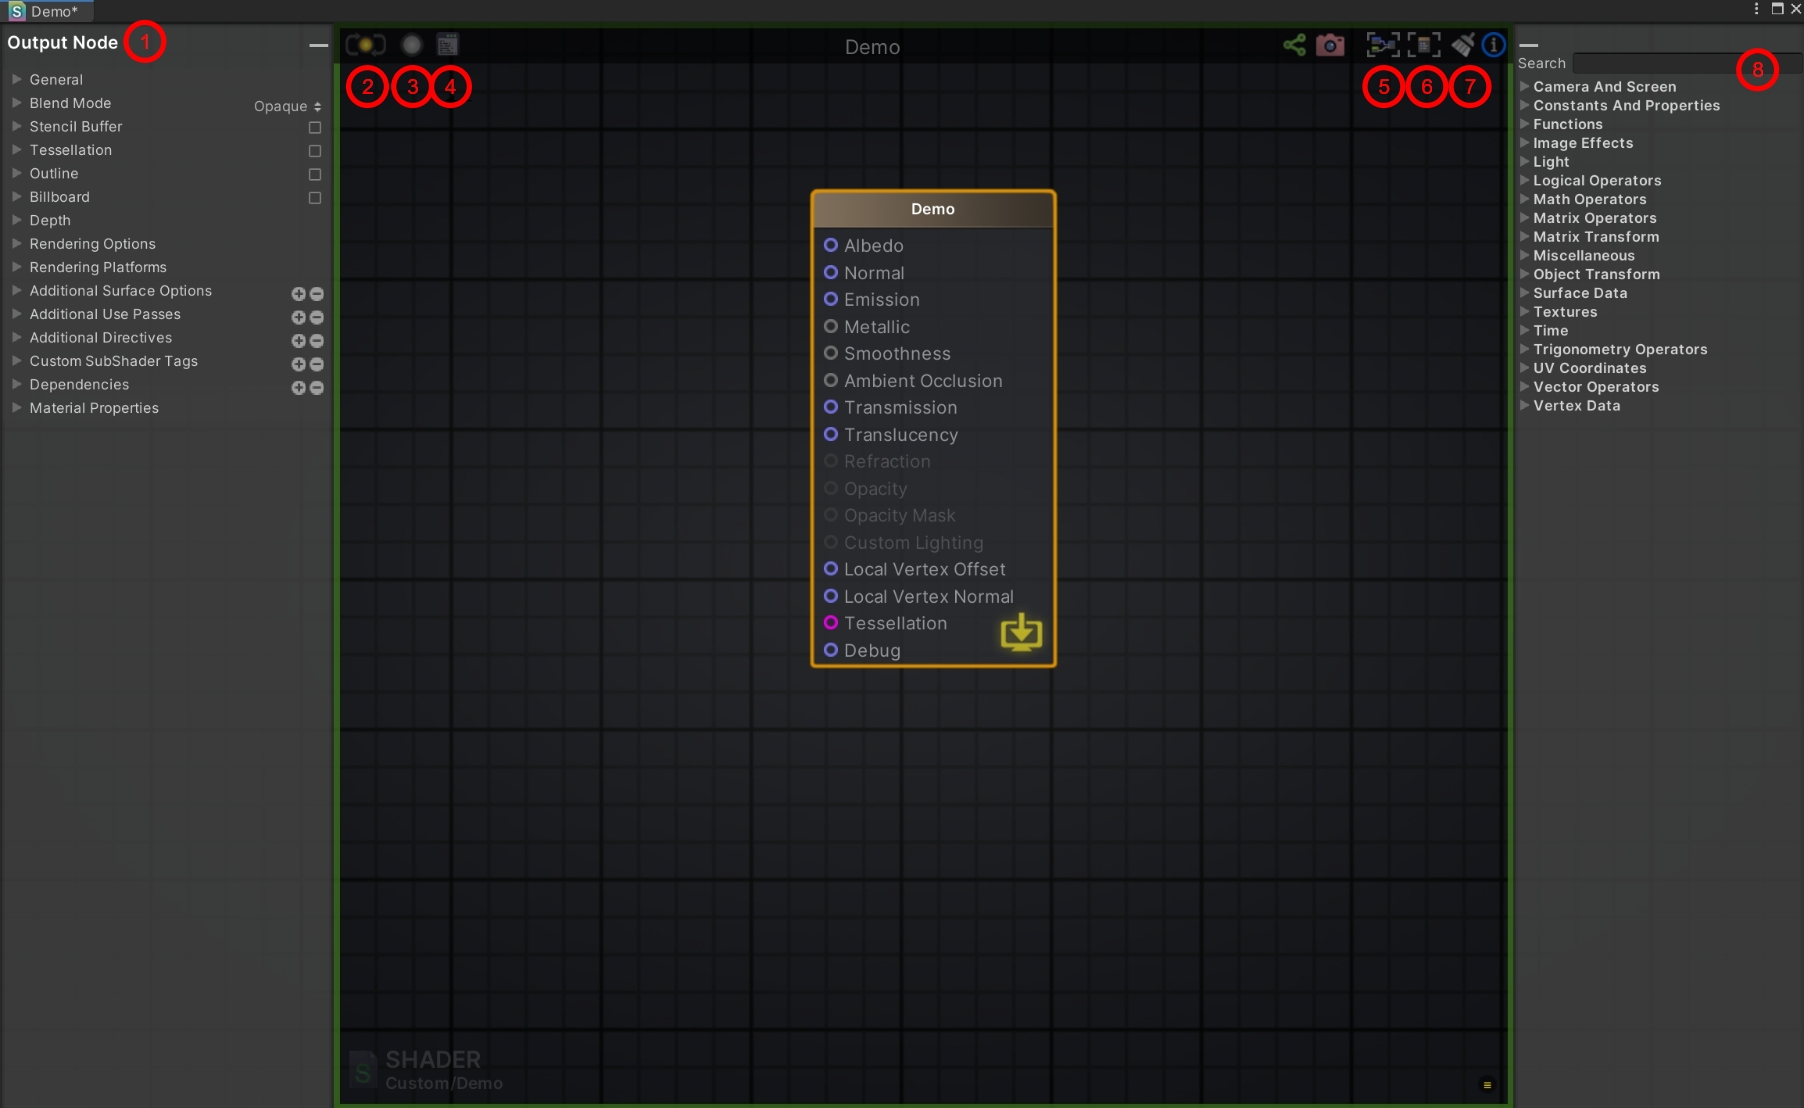 S Demo*
Output Node 1
General
Blend Mode Opaque
Stencil Buffer
Tessellation
Outline
Billboard
Depth
Rendering Options
Rendering Platforms
Additional Surface Options
Additional Use Passes
Additional Directives
Custom SubShader Tags
Dependencies
Material Properties
Demo
2 3 4 5 6 7
Demo
Albedo
Normal
Emission
Metallic
Smoothness
Ambient Occlusion
Transmission
Translucency
Refraction
Opacity
Opacity Mask
Custom Lighting
Local Vertex Offset
Local Vertex Normal
Tessellation
Debug
S SHADER
Custom/Demo
Search 8
Camera And Screen
Constants And Properties
Functions
Image Effects
Light
Logical Operators
Math Operators
Matrix Operators
Matrix Transform
Miscellaneous
Object Transform
Surface Data
Textures
Time
Trigonometry Operators
UV Coordinates
Vector Operators
Vertex Data